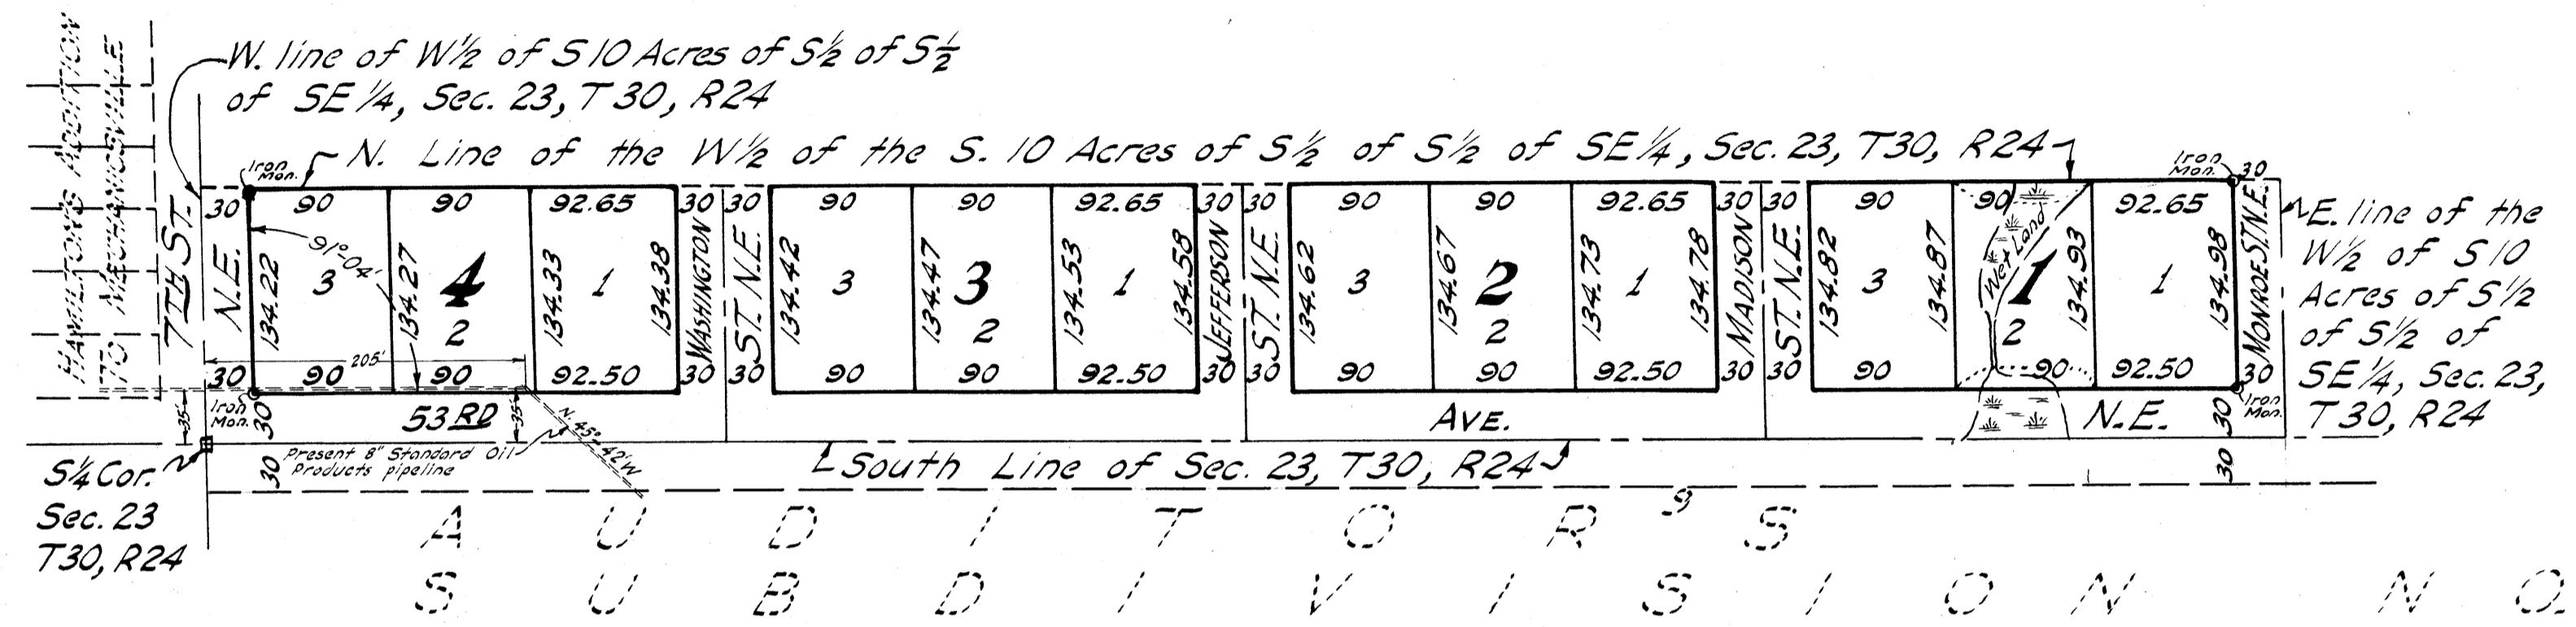 HAMILTON'S ADDITION
TO MECHANICSVILLE
W. line of W½ of S 10 Acres of S½ of S½
of SE ¼, Sec. 23, T 30, R24
N. Line of the W½ of the S. 10 Acres of S½ of S½ of SE¼, Sec. 23, T30, R24
Iron
Mon.
Iron
Mon.
30
7TH ST.
N.E.
30 90 90 92.65 30 30 90 90 92.65 30 30 90 90 92.65 30 30 90 90 92.65
91°-04'
134.22 3 134.27 4 134.33 1 134.38
2
WASHINGTON
ST. N.E.
134.42 3 134.47 3 134.53 1 134.58
2
JEFFERSON
ST. N.E.
134.62 3 134.67 2 134.73 1 134.78
2
MADISON
ST. N.E.
134.82 3 134.87 Wet Land 1 134.93 1 134.98
2
MONROE ST. N.E.
E. line of the
W½ of S 10
Acres of S½
of S½ of
SE¼, Sec. 23,
T 30, R24
205'
30 90 90 92.50 30 30 90 90 92.50 30 30 90 90 92.50 30 30 90 90 92.50 30
Iron
Mon.
Iron
Mon.
35'
30
53RD
35'
AVE.
N.E.
30
N. 45°-42' W
Present 8" Standard Oil
Products pipeline
30
South Line of Sec. 23, T30, R24
30
S¼ Cor.
Sec. 23
T30, R24
AUDITOR'S
SUBDIVISION NO.